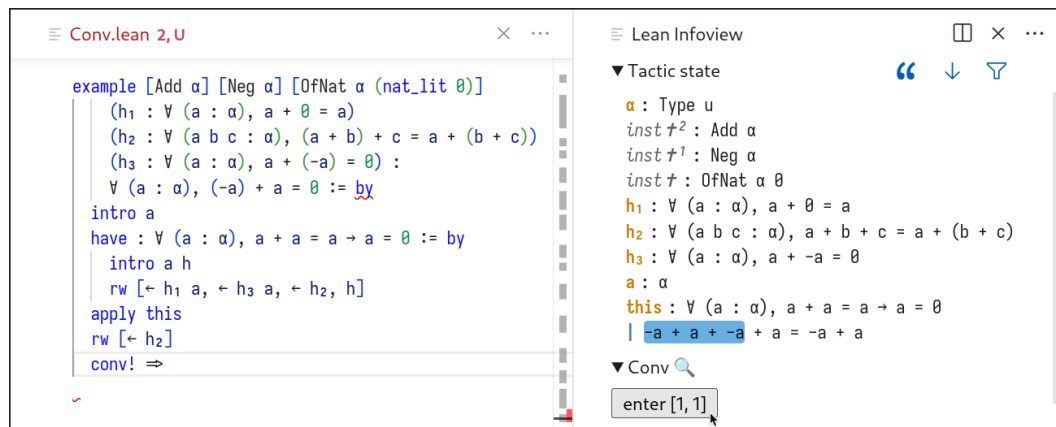 Conv.lean 2, U
example [Add α] [Neg α] [OfNat α (nat_lit 0)]
(h₁ : ∀ (a : α), a + 0 = a)
(h₂ : ∀ (a b c : α), (a + b) + c = a + (b + c))
(h₃ : ∀ (a : α), a + (-a) = 0) :
∀ (a : α), (-a) + a = 0 := by
intro a
have : ∀ (a : α), a + a = a → a = 0 := by
intro a h
rw [← h₁ a, ← h₃ a, ← h₂, h]
apply this
rw [← h₂]
conv! ⇒
Lean Infoview
▼ Tactic state
α : Type u
inst✝² : Add α
inst✝¹ : Neg α
inst✝ : OfNat α 0
h₁ : ∀ (a : α), a + 0 = a
h₂ : ∀ (a b c : α), a + b + c = a + (b + c)
h₃ : ∀ (a : α), a + -a = 0
a : α
this : ∀ (a : α), a + a = a → a = 0
| -a + a + -a + a = -a + a
▼ Conv 🔍
enter [1, 1]